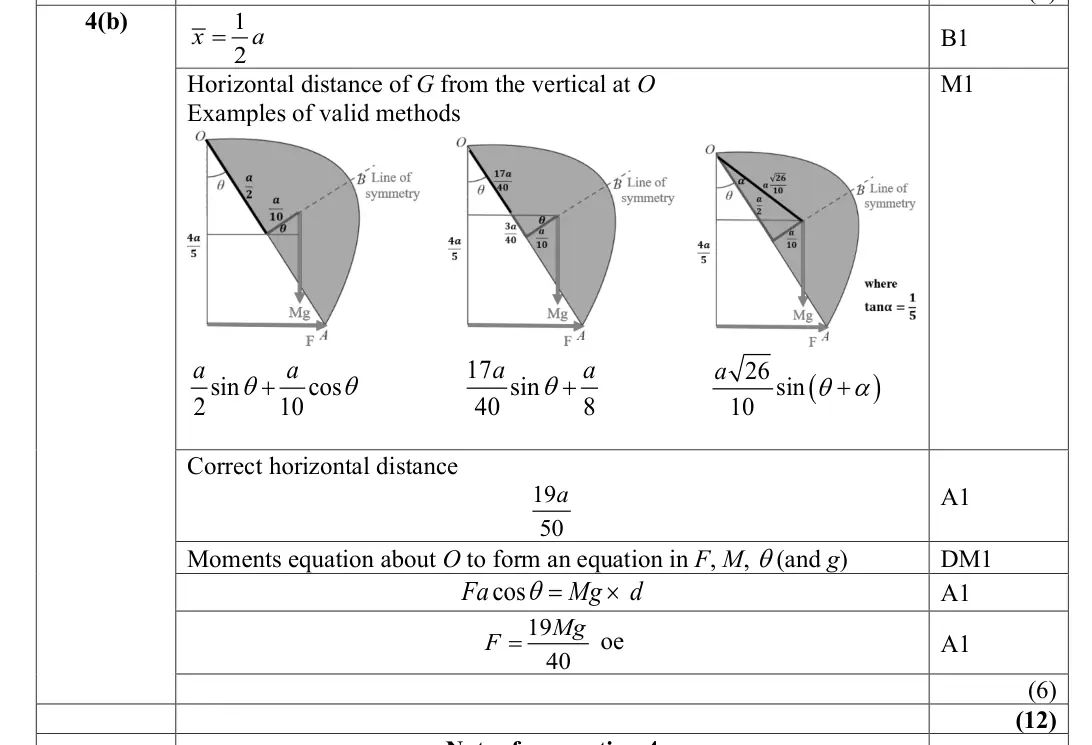 4(b)
x̄ = 1/2 a
B1
Horizontal distance of G from the vertical at O
M1
Examples of valid methods
O
θ
a/2
a/10
θ
B Line of
symmetry
4a/5
Mg
F
A
O
θ
17a/40
B Line of
symmetry
3a/40
θ
a/10
4a/5
Mg
F
A
O
θ
α
a √26/10
a/2
a/10
B Line of
symmetry
4a/5
where
tanα = 1/5
Mg
F
A
a/2 sin θ + a/10 cos θ
17a/40 sin θ + a/8
a√26/10 sin(θ + α)
Correct horizontal distance
19a/50
A1
Moments equation about O to form an equation in F, M, θ (and g)
DM1
Fa cos θ = Mg × d
A1
F = 19Mg/40 oe
A1
(6)
(12)